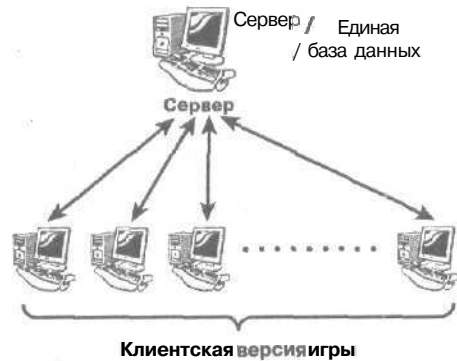 Сервер / Единая
/ база данных
Сервер
Клиентская версия игры